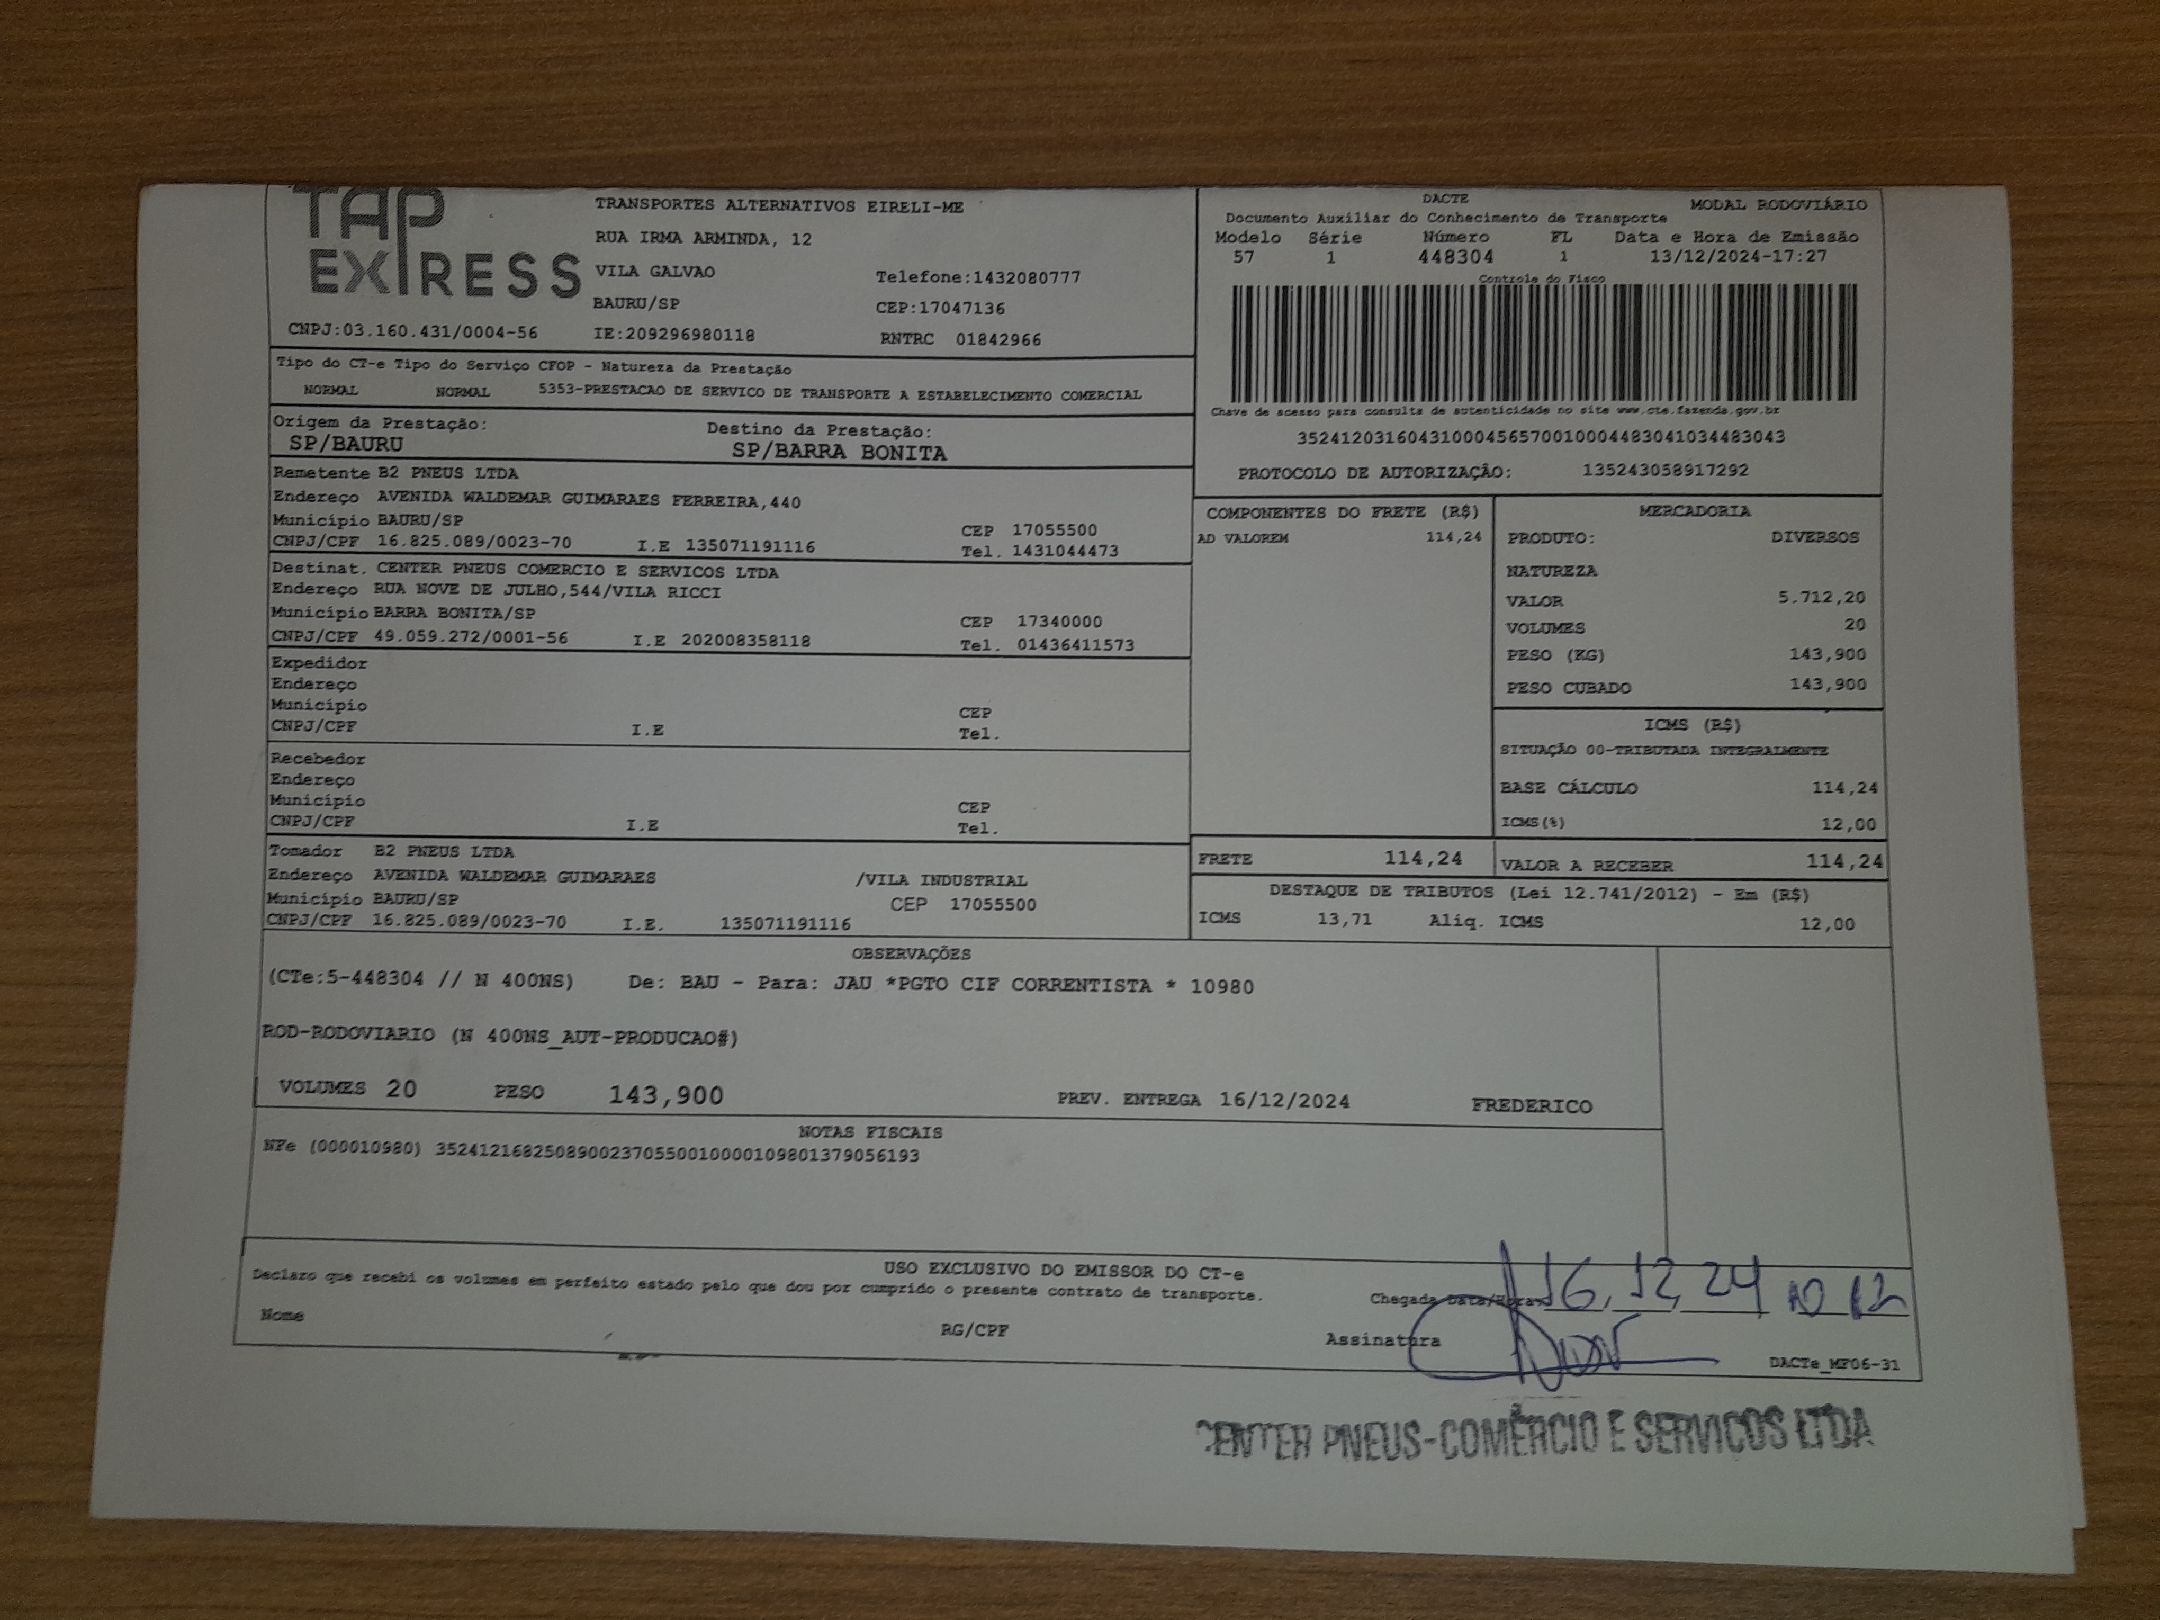 TAP
EXPRESS
TRANSPORTES ALTERNATIVOS EIRELI-ME
RUA IRMA ARMINDA, 12
VILA GALVAO Telefone:1432080777
BAURU/SP CEP:17047136
CNPJ:03.160.431/0004-56 IE:209296980118 RNTRC 01842966
DACTE MODAL RODOVIÁRIO
Documento Auxiliar do Conhecimento de Transporte
Modelo Série Número FL Data e Hora de Emissão
57 1 448304 1 13/12/2024-17:27
Controle do Fisco
Chave de acesso para consulta de autenticidade no site www.cte.fazenda.gov.br
35241203160431000456570010004483041034483043
PROTOCOLO DE AUTORIZAÇÃO: 135243058917292
Tipo do CT-e Tipo do Serviço CFOP - Natureza da Prestação
NORMAL NORMAL 5353-PRESTACAO DE SERVICO DE TRANSPORTE A ESTABELECIMENTO COMERCIAL
Origem da Prestação: Destino da Prestação:
SP/BAURU SP/BARRA BONITA
Remetente B2 PNEUS LTDA
Endereço AVENIDA WALDEMAR GUIMARAES FERREIRA,440
Município BAURU/SP CEP 17055500
CNPJ/CPF 16.825.089/0023-70 I.E 135071191116 Tel. 1431044473
Destinat. CENTER PNEUS COMERCIO E SERVICOS LTDA
Endereço RUA NOVE DE JULHO,544/VILA RICCI
Município BARRA BONITA/SP CEP 17340000
CNPJ/CPF 49.059.272/0001-56 I.E 202008358118 Tel. 01436411573
Expedidor
Endereço
Município CEP
CNPJ/CPF I.E Tel.
Recebedor
Endereço
Município CEP
CNPJ/CPF I.E Tel.
Tomador B2 PNEUS LTDA
Endereço AVENIDA WALDEMAR GUIMARAES /VILA INDUSTRIAL
Município BAURU/SP CEP 17055500
CNPJ/CPF 16.825.089/0023-70 I.E. 135071191116
COMPONENTES DO FRETE (R$)
AD VALOREM 114,24
MERCADORIA
PRODUTO: DIVERSOS
NATUREZA
VALOR 5.712,20
VOLUMES 20
PESO (KG) 143,900
PESO CUBADO 143,900
ICMS (R$)
SITUAÇÃO 00-TRIBUTADA INTEGRALMENTE
BASE CÁLCULO 114,24
ICMS(%) 12,00
FRETE 114,24 VALOR A RECEBER 114,24
DESTAQUE DE TRIBUTOS (Lei 12.741/2012) - Em (R$)
ICMS 13,71 Aliq. ICMS 12,00
OBSERVAÇÕES
(CTe:5-448304 // N 400NS) De: BAU - Para: JAU *PGTO CIF CORRENTISTA * 10980
ROD-RODOVIARIO (N 400NS_AUT-PRODUCAO#)
VOLUMES 20 PESO 143,900 PREV. ENTREGA 16/12/2024 FREDERICO
NOTAS FISCAIS
NFe (000010980) 35241216825089002370550010000109801379056193
USO EXCLUSIVO DO EMISSOR DO CT-e
Declaro que recebi os volumes em perfeito estado pelo que dou por cumprido o presente contrato de transporte.
Chegada Data/Hora: 16, 12, 24 10 12
Nome RG/CPF Assinatura
DACTe_MF06-31
CENTER PNEUS-COMÉRCIO E SERVICOS LTDA